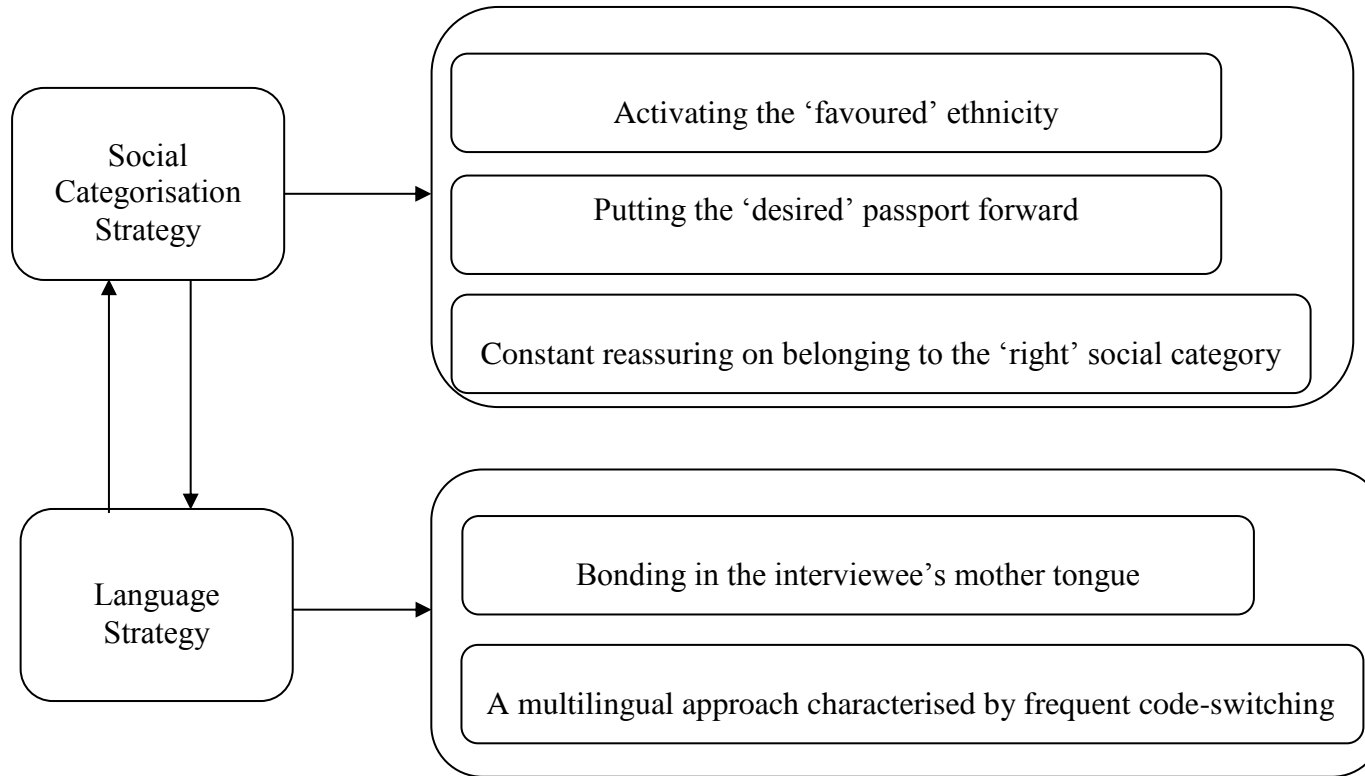 Social
Categorisation
Strategy
Activating the ‘favoured’ ethnicity
Putting the ‘desired’ passport forward
Constant reassuring on belonging to the ‘right’ social category
Language
Strategy
Bonding in the interviewee’s mother tongue
A multilingual approach characterised by frequent code-switching